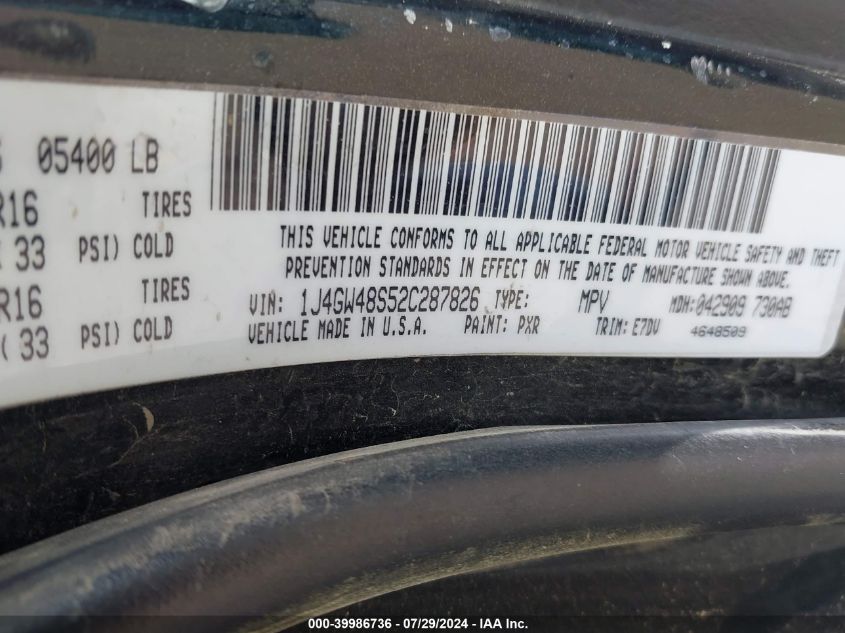 05400 LB
R16 TIRES
33 PSI) COLD
R16 TIRES
( 33 PSI) COLD
THIS VEHICLE CONFORMS TO ALL APPLICABLE FEDERAL MOTOR VEHICLE SAFETY AND THEFT
PREVENTION STANDARDS IN EFFECT ON THE DATE OF MANUFACTURE SHOWN ABOVE.
VIN: 1J4GW48S52C287826 TYPE: MPV MDH:042909 730AB
VEHICLE MADE IN U.S.A. PAINT: PXR TRIM: E7DV 4648509
000-39986736 - 07/29/2024 - IAA Inc.